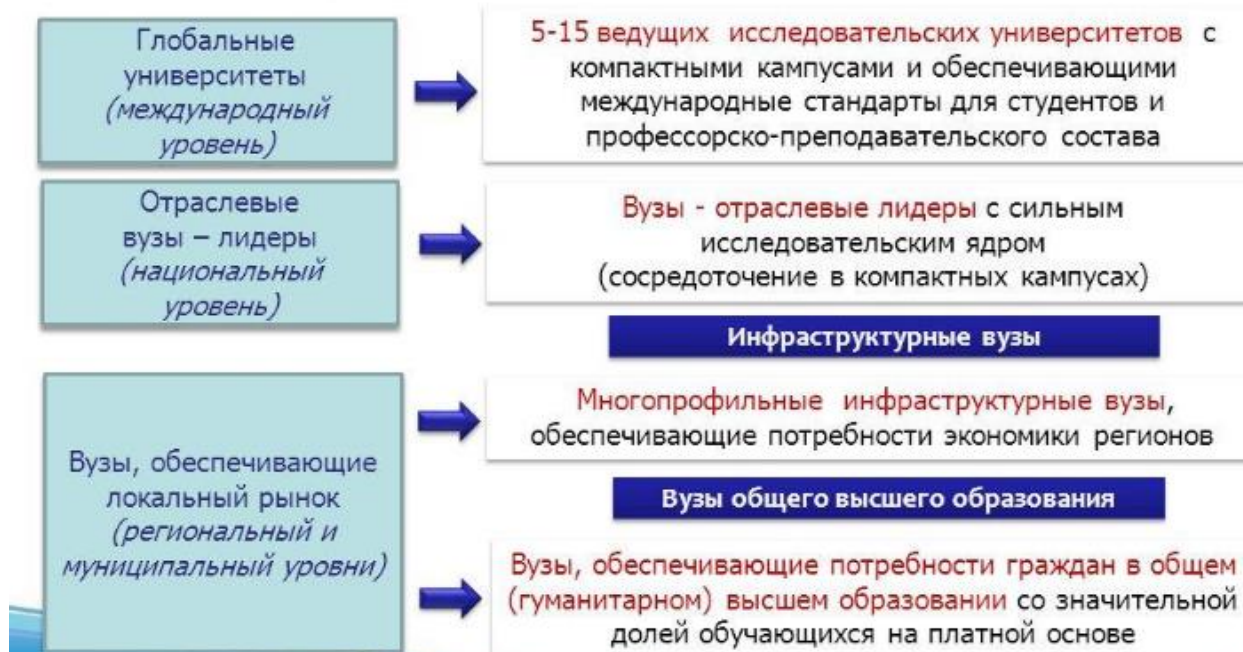 Глобальные
университеты
(международный
уровень)
5-15 ведущих исследовательских университетов с
компактными кампусами и обеспечивающими
международные стандарты для студентов и
профессорско-преподавательского состава
Отраслевые
вузы – лидеры
(национальный
уровень)
Вузы - отраслевые лидеры с сильным
исследовательским ядром
(сосредоточение в компактных кампусах)
Инфраструктурные вузы
Вузы, обеспечивающие
локальный рынок
(региональный и
муниципальный уровни)
Многопрофильные инфраструктурные вузы,
обеспечивающие потребности экономики регионов
Вузы общего высшего образования
Вузы, обеспечивающие потребности граждан в общем
(гуманитарном) высшем образовании со значительной
долей обучающихся на платной основе